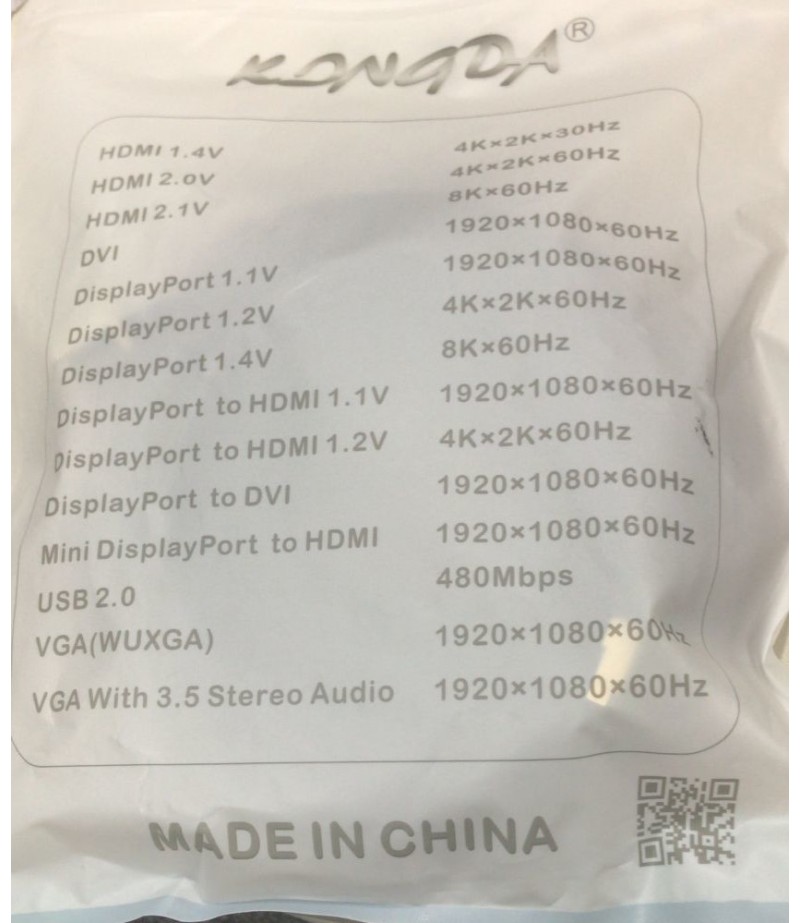 KONGDA®
HDMI 1.4V 4K×2K×30Hz
HDMI 2.0V 4K×2K×60Hz
HDMI 2.1V 8K×60Hz
DVI 1920×1080×60Hz
DisplayPort 1.1V 1920×1080×60Hz
DisplayPort 1.2V 4K×2K×60Hz
DisplayPort 1.4V 8K×60Hz
DisplayPort to HDMI 1.1V 1920×1080×60Hz
DisplayPort to HDMI 1.2V 4K×2K×60Hz
DisplayPort to DVI 1920×1080×60Hz
Mini DisplayPort to HDMI 1920×1080×60Hz
USB 2.0 480Mbps
VGA(WUXGA) 1920×1080×60Hz
VGA With 3.5 Stereo Audio 1920×1080×60Hz
MADE IN CHINA